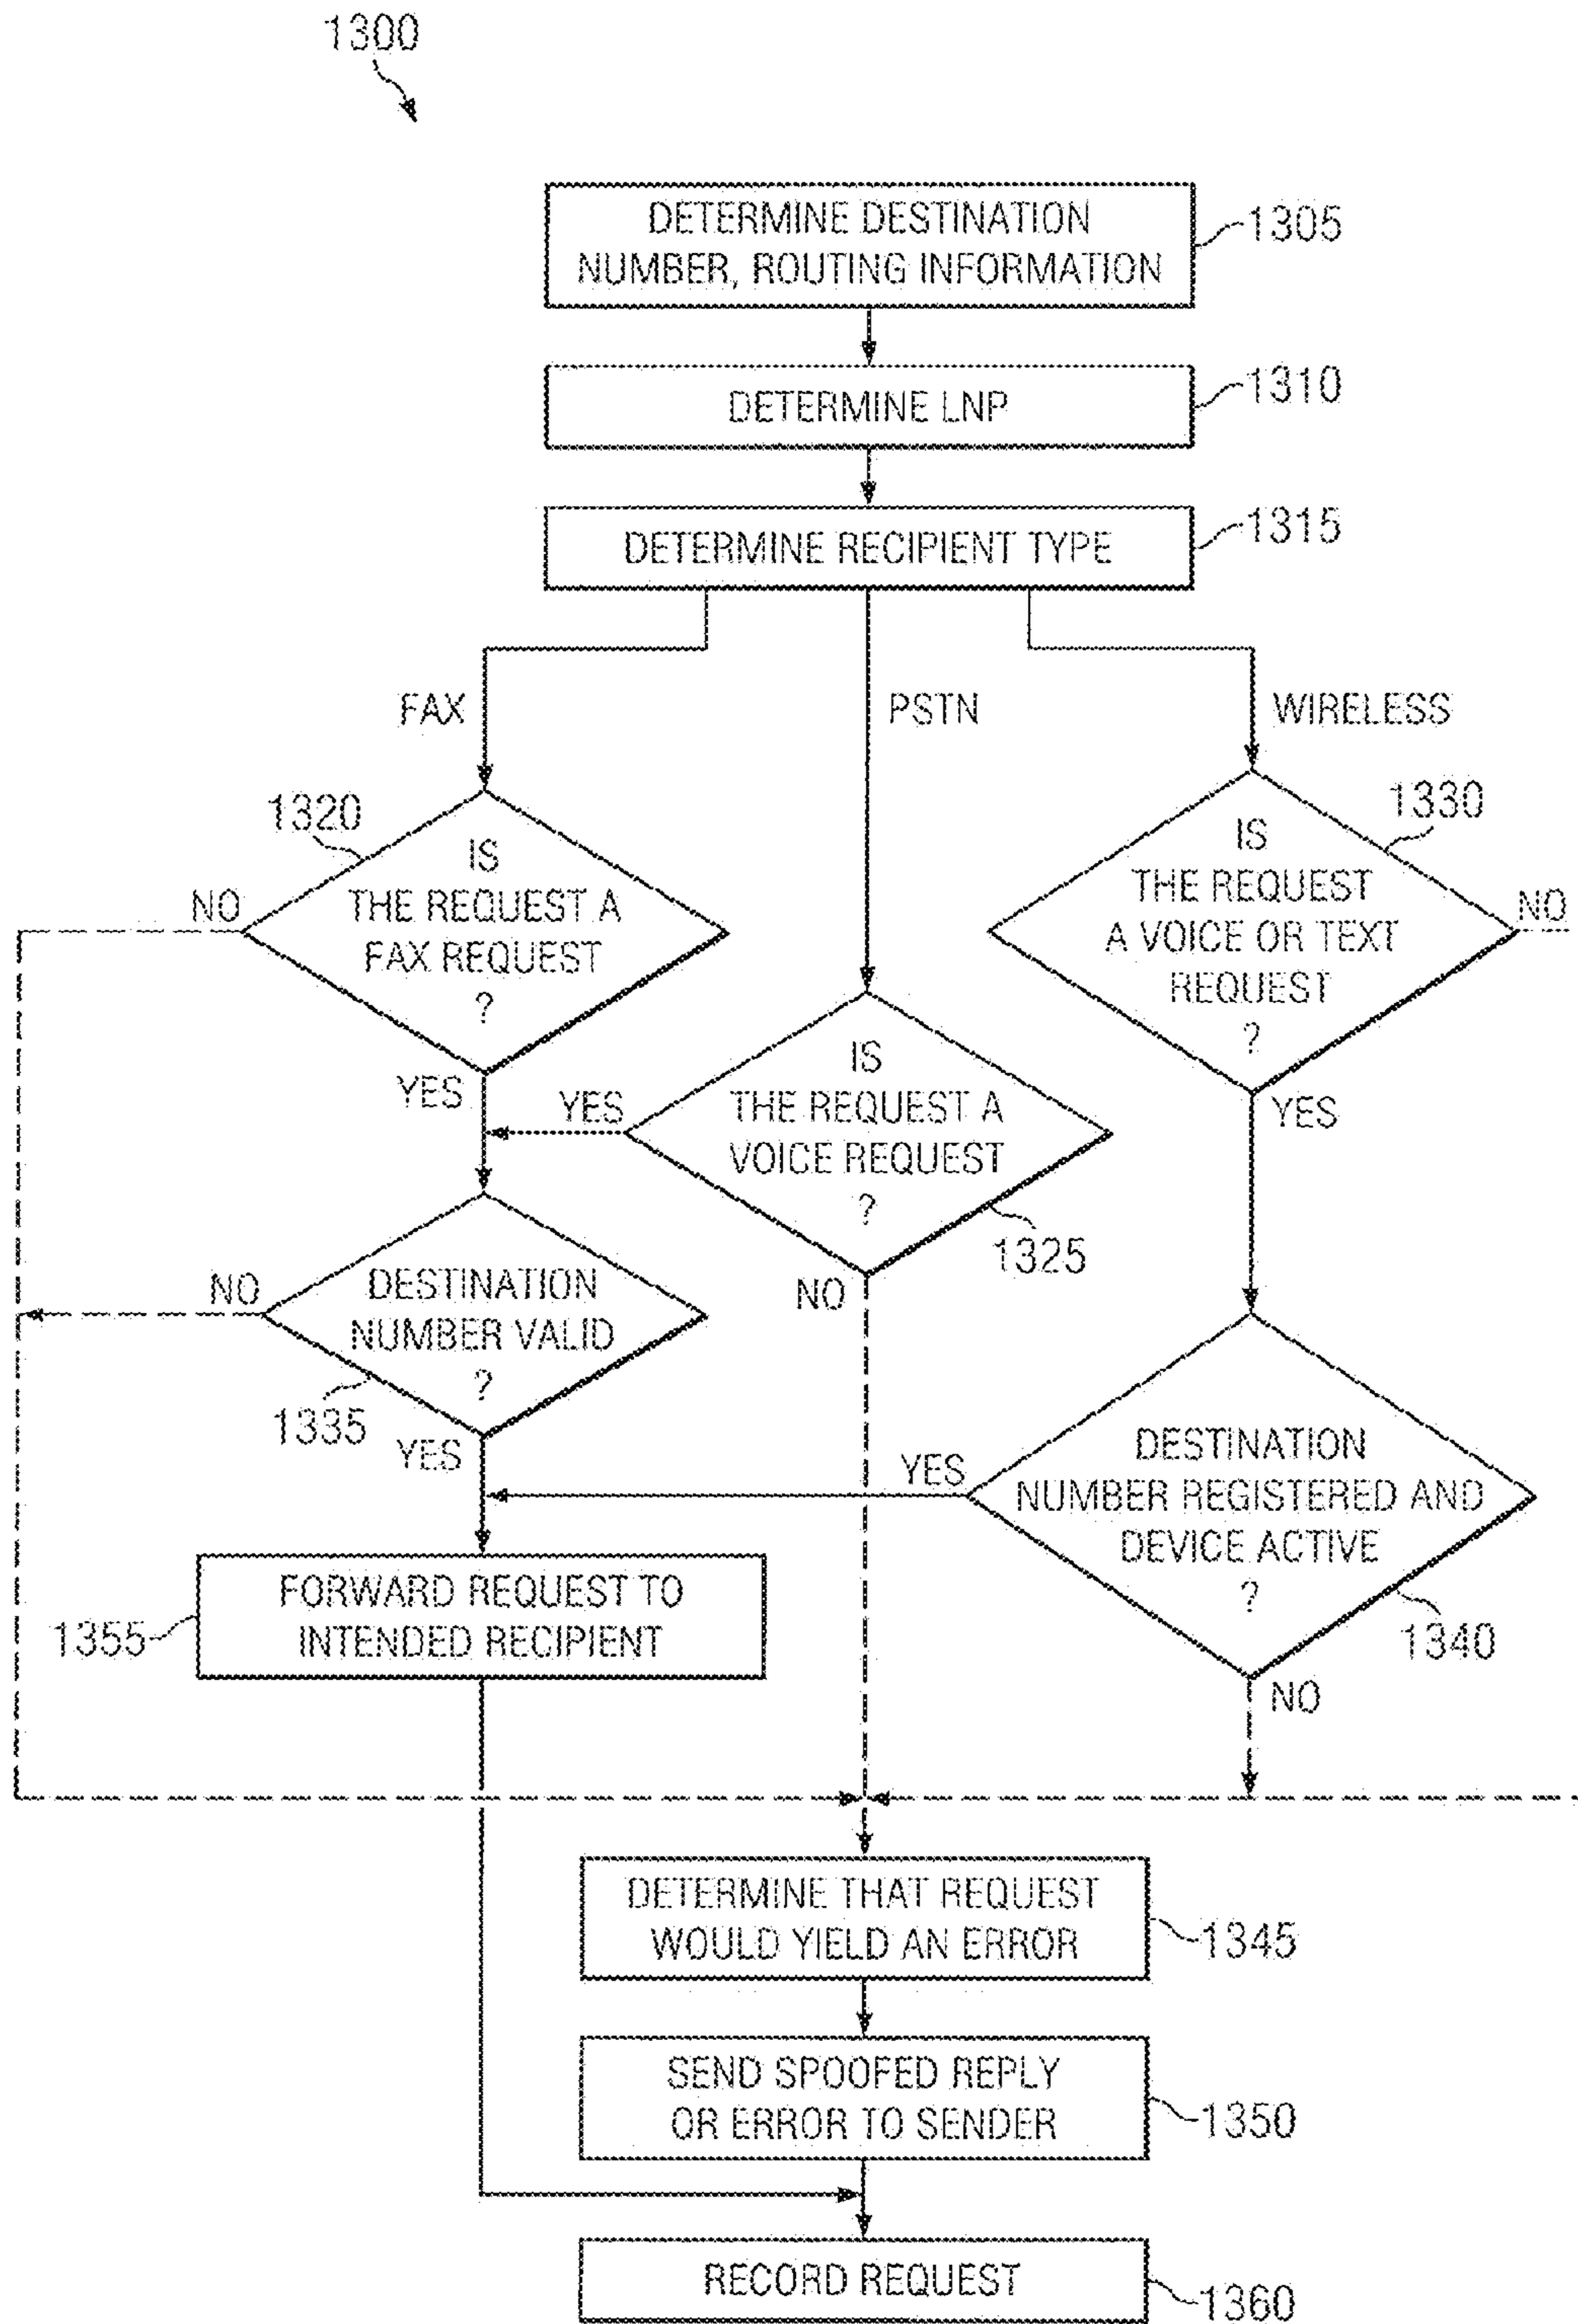 1300
DETERMINE DESTINATION
NUMBER, ROUTING INFORMATION
1305
DETERMINE LNP
1310
DETERMINE RECIPIENT TYPE
1315
FAX
PSTN
WIRELESS
1320
IS
THE REQUEST A
FAX REQUEST
?
NO
YES
1330
IS
THE REQUEST
A VOICE OR TEXT
REQUEST
?
NO
YES
IS
THE REQUEST A
VOICE REQUEST
?
YES
1325
NO
DESTINATION
NUMBER VALID
?
NO
1335
YES
DESTINATION
NUMBER REGISTERED AND
DEVICE ACTIVE
?
YES
1340
NO
FORWARD REQUEST TO
INTENDED RECIPIENT
1355
DETERMINE THAT REQUEST
WOULD YIELD AN ERROR
1345
SEND SPOOFED REPLY
OR ERROR TO SENDER
1350
RECORD REQUEST
1360